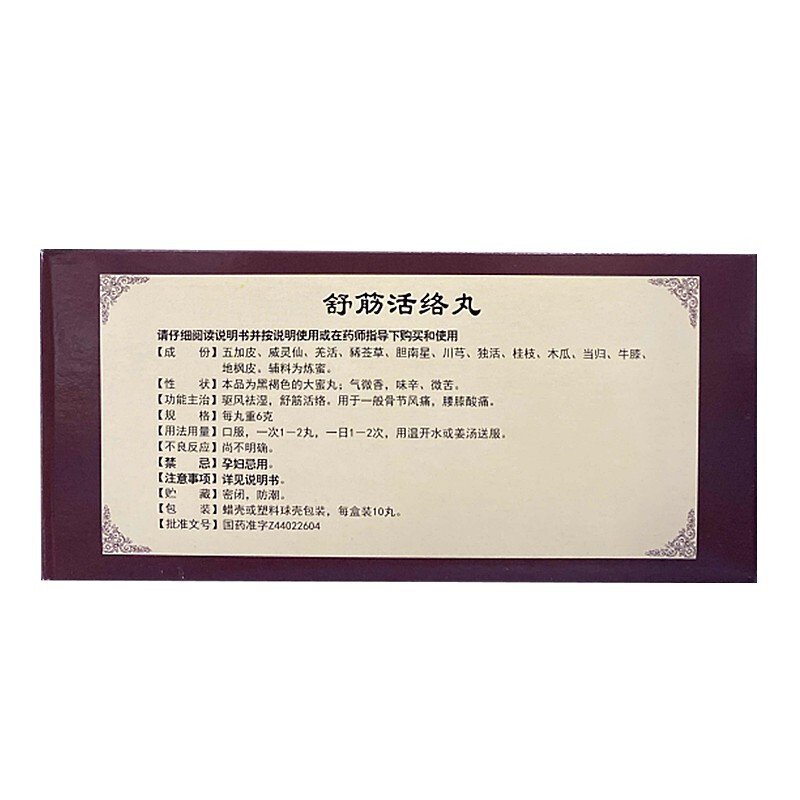 舒筋活络丸
请仔细阅读说明书并按说明使用或在药师指导下购买和使用
【成　份】五加皮、威灵仙、羌活、豨荟草、胆南星、川芎、独活、桂枝、木瓜、当归、牛膝、
地枫皮。辅料为炼蜜。
【性　状】本品为黑褐色的大蜜丸；气微香，味辛、微苦。
【功能主治】驱风祛湿，舒筋活络。用于一般骨节风痛，腰膝酸痛。
【规　格】每丸重6克
【用法用量】口服，一次1－2丸，一日1－2次，用温开水或姜汤送服。
【不良反应】尚不明确。
【禁　忌】孕妇忌用。
【注意事项】详见说明书。
【贮　藏】密闭，防潮。
【包　装】蜡壳或塑料球壳包装，每盒装10丸。
【批准文号】国药准字Z44022604